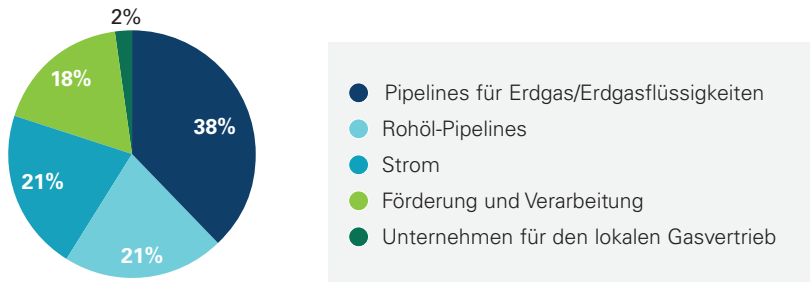 2%
18%
38%
21%
21%
Pipelines für Erdgas/Erdgasflüssigkeiten
Rohöl-Pipelines
Strom
Förderung und Verarbeitung
Unternehmen für den lokalen Gasvertrieb